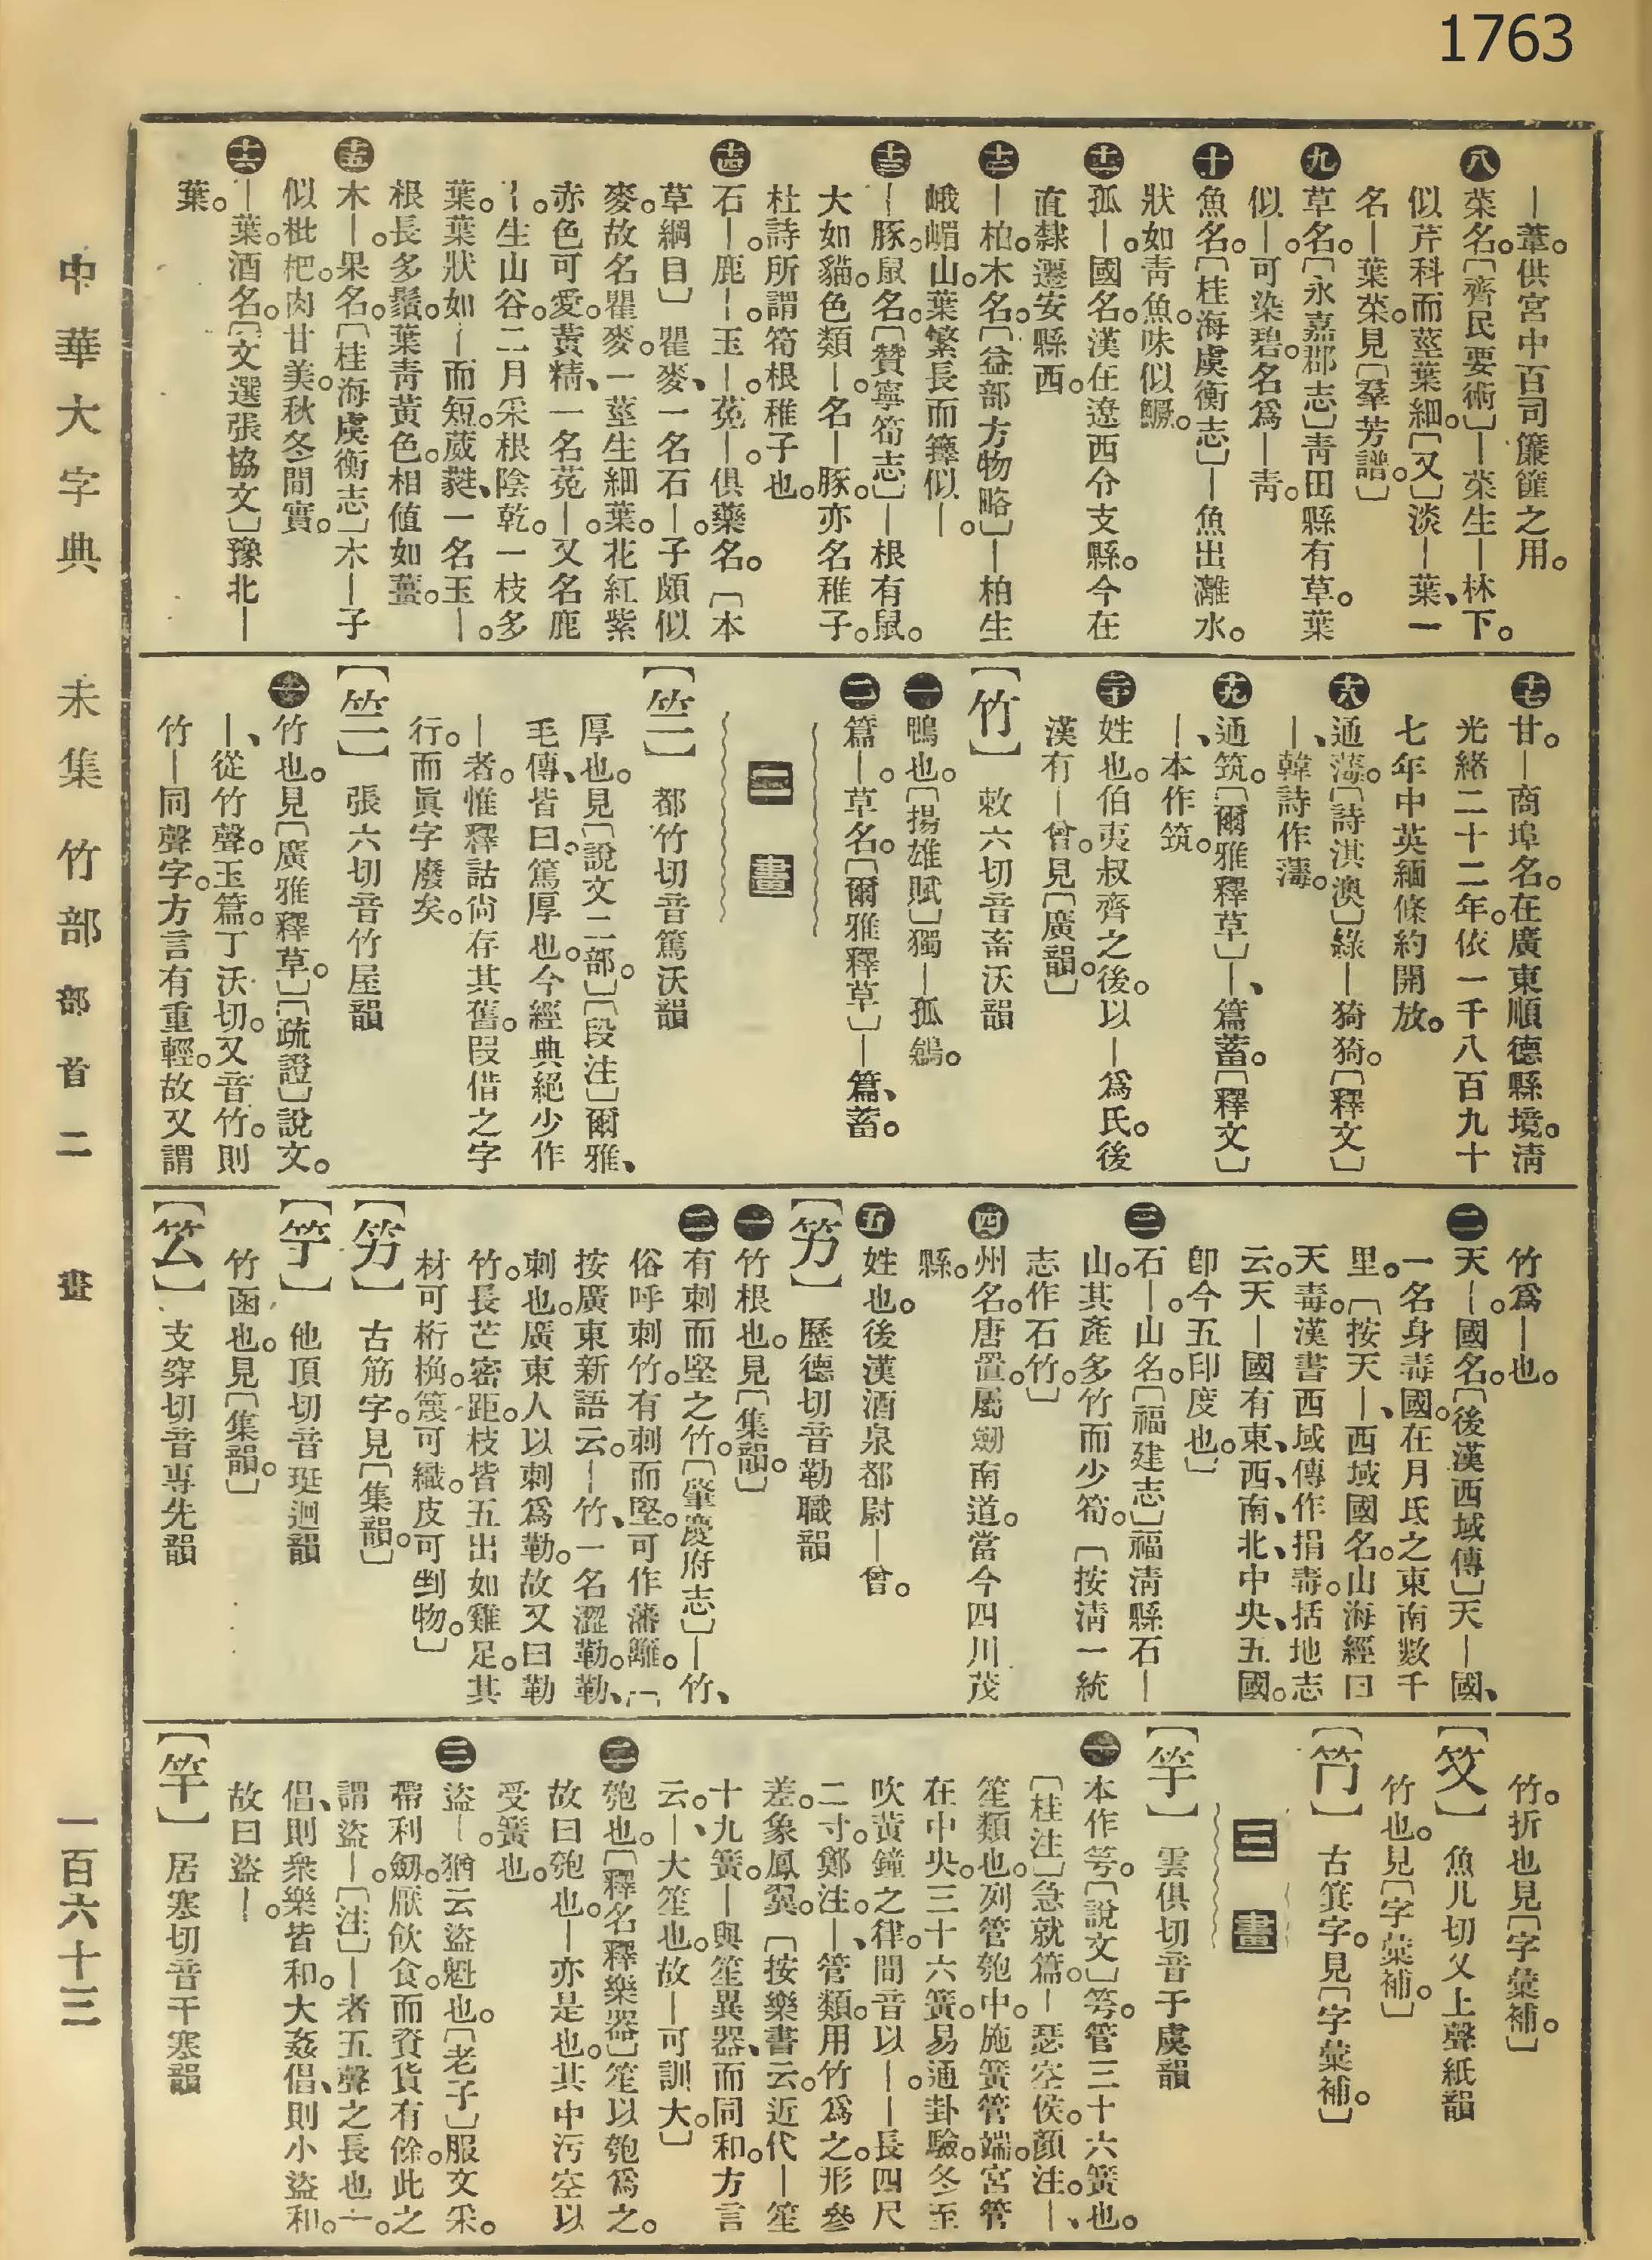 1763
｜葦。供宮中百司簾篚之用。
八 菜名。〔齊民要術〕｜菜生｜林下。
似芹科而莖葉細。〔又〕淡｜葉、一
名｜葉菜。見〔羣芳譜。〕
九 草名。〔永嘉郡志〕青田縣有草。葉
似｜。可染碧。名爲｜青。
十 魚名。〔桂海虞衡志〕｜魚出灕水。
狀如青魚。味似鱖。
十一 孤｜。國名。漢在遼西令支縣。今在
直隸遷安縣西。
十二 ｜柏。木名。〔益部方物略〕｜柏生
峨嵋山。葉繁長而籜似｜。
十三 ｜豚。鼠名。〔贊寧筍志〕｜根有鼠。
大如貓。色類｜。名｜豚。亦名稚子。
杜詩所謂筍根稚子也。
十四 石｜。鹿｜。玉｜。菟｜。俱藥名。〔本
草綱目〕瞿麥、一名石｜。子頗似
麥。故名瞿麥。一莖生細葉。花紅紫
赤色可愛。黃精、一名菟｜。又名鹿
｜。生山谷。二月采根陰乾。一枝多
葉。葉狀如｜而短。葳蕤、一名玉｜。
根長多鬚。葉青黃色。相値如薑。
十五 木｜。果名。〔桂海虞衡志〕木｜子
似枇杷。肉甘美。秋冬間實。
十六 ｜葉。酒名。〔文選張協文〕豫北｜
葉。
十七 甘｜。商埠名。在廣東順德縣境。淸
光緒二十二年。依一千八百九十
七年中英緬條約開放。
十八 通薄。〔詩淇澳〕綠｜猗猗。〔釋文〕
｜、韓詩作薄。
十九 通筑。〔爾雅釋草〕｜、篇蓄。〔釋文〕
｜、本作筑。
二十 姓也。伯夷叔齊之後。以｜爲氏。後
漢有｜曾。見〔廣韻。〕
〔竹〕 敕六切音畜沃韻
一 鴨也。〔揚雄賦〕獨｜孤鶬。
二 篇｜。草名。〔爾雅釋草〕｜、篇蓄。
二 畫
〔竺〕 都竹切音篤沃韻
厚也。見〔說文二部。〕〔段注〕爾雅、
毛傳、皆曰。篤厚也。今經典絕少作
｜者。惟釋詁尙存其舊。叚借之字
行。而眞字廢矣。
〔竺〕 張六切音竹屋韻
一 竹也。見〔廣雅釋草。〕〔疏證〕說文。
｜、從竹聲。玉篇。丁沃切。又音竹。則
竹｜同聲字。方言有重輕。故又謂
竹爲｜也。
二 天｜。國名。〔後漢西域傳〕天｜國、
一名身毒國。在月氏之東南數千
里。〔按天｜、西域國名。山海經曰
天毒。漢書西域傳作捐毒。括地志
云。天｜國有東、西、南、北、中央、五國。
卽今五印度也。〕
三 石｜。山名。〔福建志〕福淸縣石｜
山。其產多竹而少筍。〔按淸一統
志作石竹。〕
四 州名。唐置。屬劒南道。當今四川茂
縣。
五 姓也。後漢酒泉都尉｜曾。
〔竻〕 歷德切音勒職韻
一 竹根也。見〔集韻。〕
二 有刺而堅之竹。〔肇慶府志〕｜竹、
俗呼刺竹。有刺而堅。可作藩籬。〔
按廣東新語云。｜竹、一名澀勒。勒、
刺也。廣東人以刺爲勒。故又曰勒
竹。長芒密距。枝皆五出如雞足。其
材可桁桷。篾可織。皮可剉物。〕
〔竻〕 古筋字。見〔集韻。〕
〔竹丁〕 他頂切音珽迥韻
竹函也。見〔集韻。〕
〔竹厶〕 支穿切音專先韻
竹。折也見〔字彙補。〕
〔笅〕 魚几切义上聲紙韻
竹也。見〔字彙補。〕
〔竹冂〕 古箕字。見〔字彙補。〕
三 畫
〔竽〕 雲俱切音于虞韻
一 本作䇡。〔說文〕䇡。管三十六簧也。
〔桂注〕急就篇。｜瑟空侯。顏注。｜、
笙類也。列管匏中。施簧管端。宮管
在中央。三十六簧。易通卦驗。冬至
吹黃鐘之律。間音以｜。｜長四尺
二寸。鄭注。｜、管類。用竹爲之。形參
差。象鳳翼。〔按樂書云。近代｜笙
十九簧。｜與笙異器、而同和。方言
云。｜、大笙也。故｜可訓大。〕
二 匏也。〔釋名釋樂器〕笙以匏爲之。
故曰匏也。｜亦是也。其中污空以
受簧也。
三 盜｜。猶云盜魁也。〔老子〕服文采。
帶利劒。厭飮食。而資貨有餘。此之
謂盜｜。〔注〕｜者五聲之長也。｜。
倡、則衆樂皆和。大姦倡、則小盜和。
故曰盜｜。
〔竿〕 居寒切音干寒韻
中華大字典 未集 竹部 部首二 畫 一百六十三